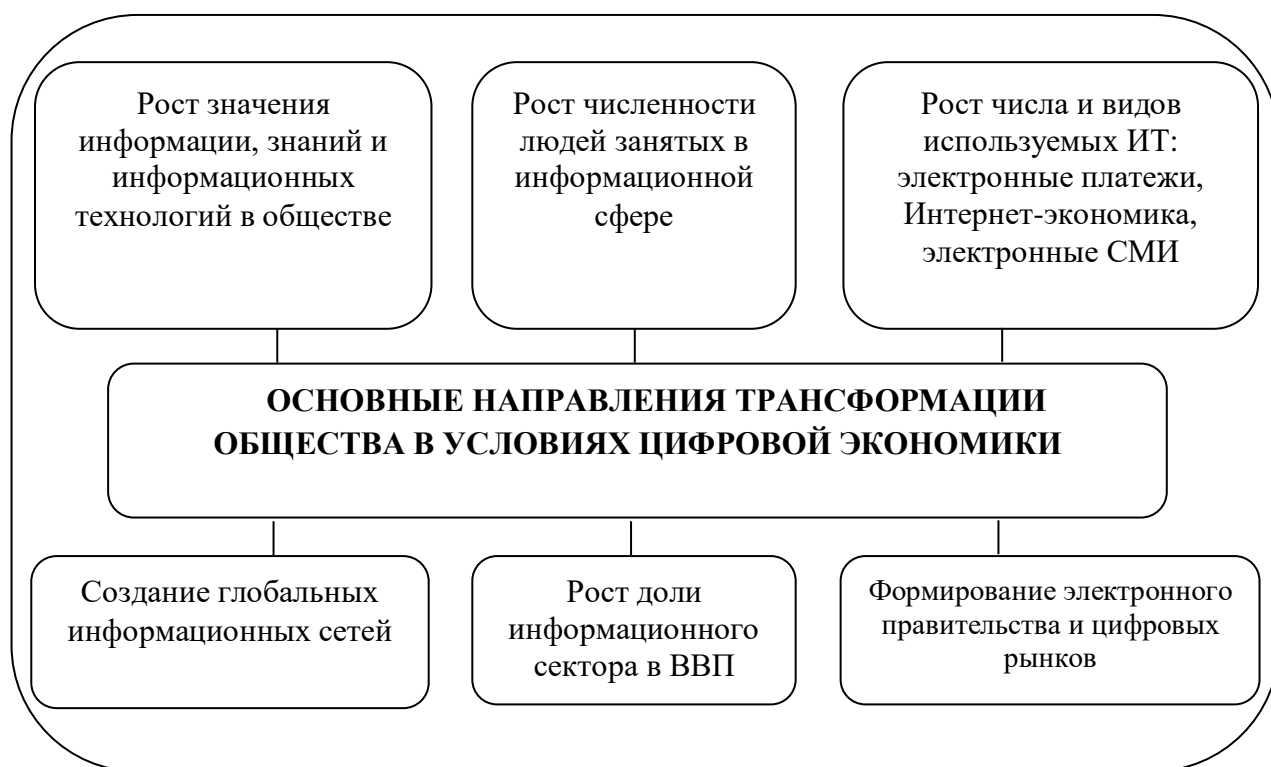 Рост значения
информации, знаний и
информационных
технологий в обществе
Рост численности
людей занятых в
информационной
сфере
Рост числа и видов
используемых ИТ:
электронные платежи,
Интернет-экономика,
электронные СМИ
ОСНОВНЫЕ НАПРАВЛЕНИЯ ТРАНСФОРМАЦИИ
ОБЩЕСТВА В УСЛОВИЯХ ЦИФРОВОЙ ЭКОНОМИКИ
Создание глобальных
информационных сетей
Рост доли
информационного
сектора в ВВП
Формирование электронного
правительства и цифровых
рынков